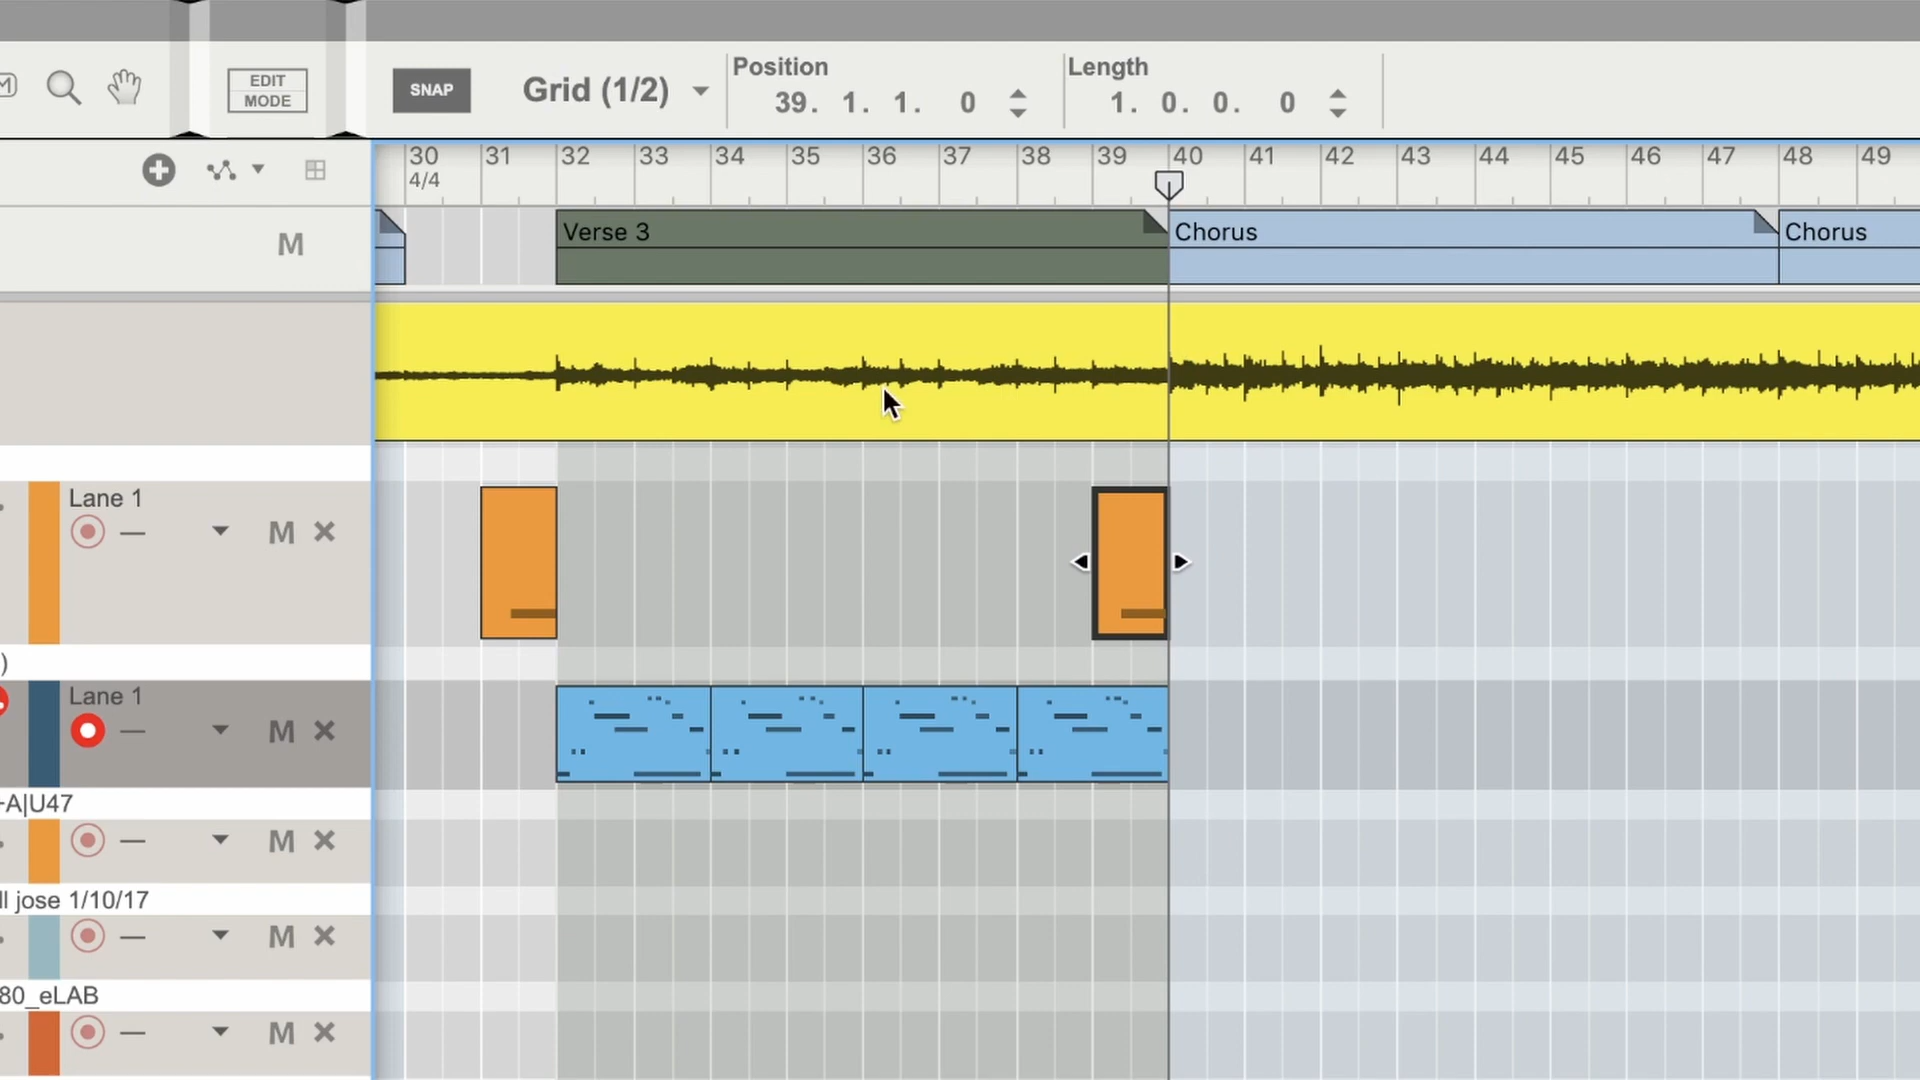 M
EDIT MODE
SNAP
Grid (1/2)
Position
39. 1. 1. 0
Length
1. 0. 0. 0
30 31 32 33 34 35 36 37 38 39 40 41 42 43 44 45 46 47 48 49
4/4
M
Verse 3
Chorus
Chorus
Lane 1
M
)
Lane 1
M
-A|U47
M
ll jose 1/10/17
M
80_eLAB
M